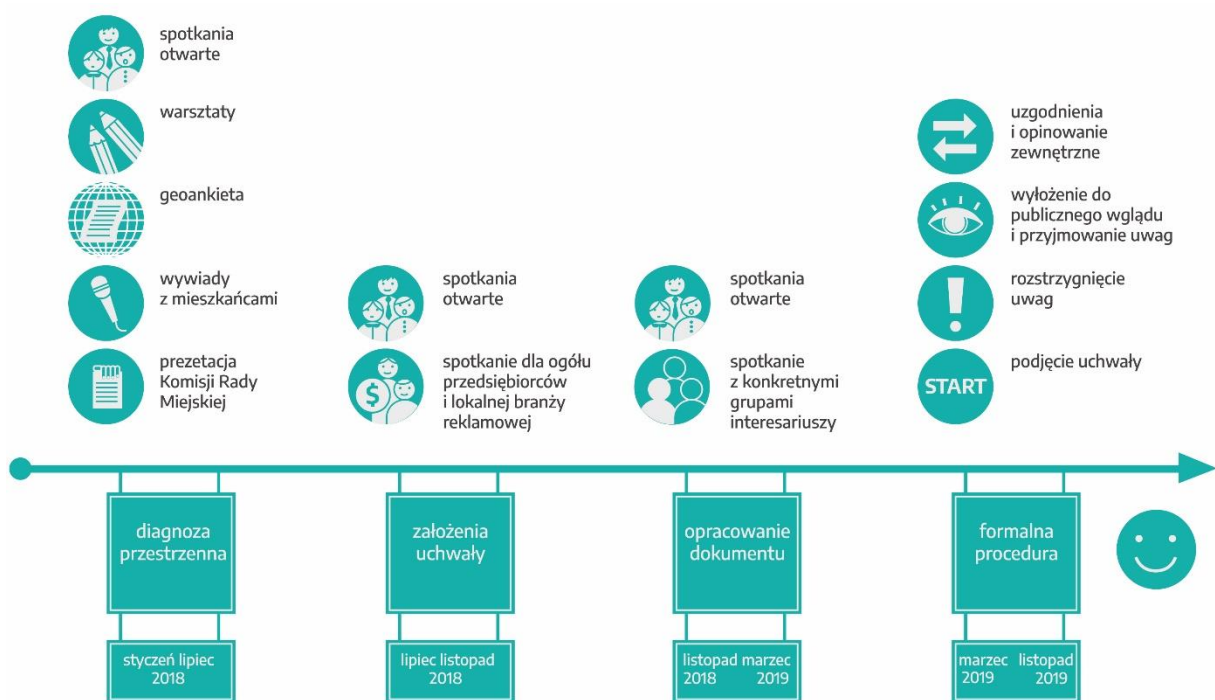 spotkania
otwarte
warsztaty
geoankieta
wywiady
z mieszkańcami
prezetacja
Komisji Rady
Miejskiej
spotkania
otwarte
spotkanie dla ogółu
przedsiębiorców
i lokalnej branży
reklamowej
$
spotkania
otwarte
spotkanie
z konkretnymi
grupami
interesariuszy
uzgodnienia
i opinowanie
zewnętrzne
wyłożenie do
publicznego wglądu
i przyjmowanie uwag
!
rozstrzygnięcie
uwag
START
podjęcie uchwały
diagnoza
przestrzenna
założenia
uchwały
opracowanie
dokumentu
formalna
procedura
styczeń lipiec
2018
lipiec listopad
2018
listopad marzec
2018 2019
marzec listopad
2019 2019